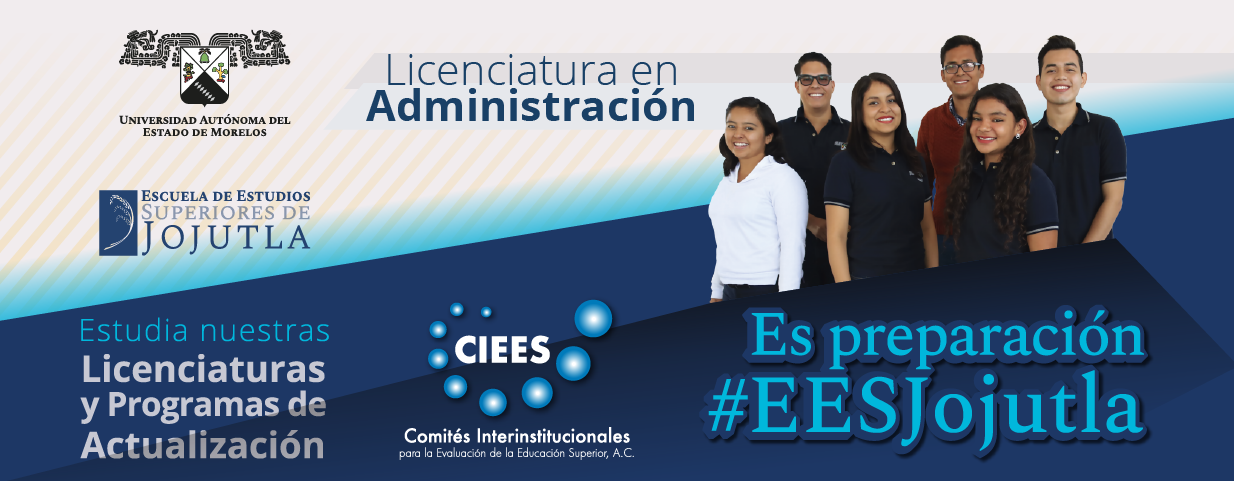 UNIVERSIDAD AUTÓNOMA DEL
ESTADO DE MORELOS
Licenciatura en
Administración
ESCUELA DE ESTUDIOS
SUPERIORES DE
JOJUTLA
Estudia nuestras
Licenciaturas
y Programas de
Actualización
CIEES
Comités Interinstitucionales
para la Evaluación de la Educación Superior, A.C.
Es preparación
#EESJojutla